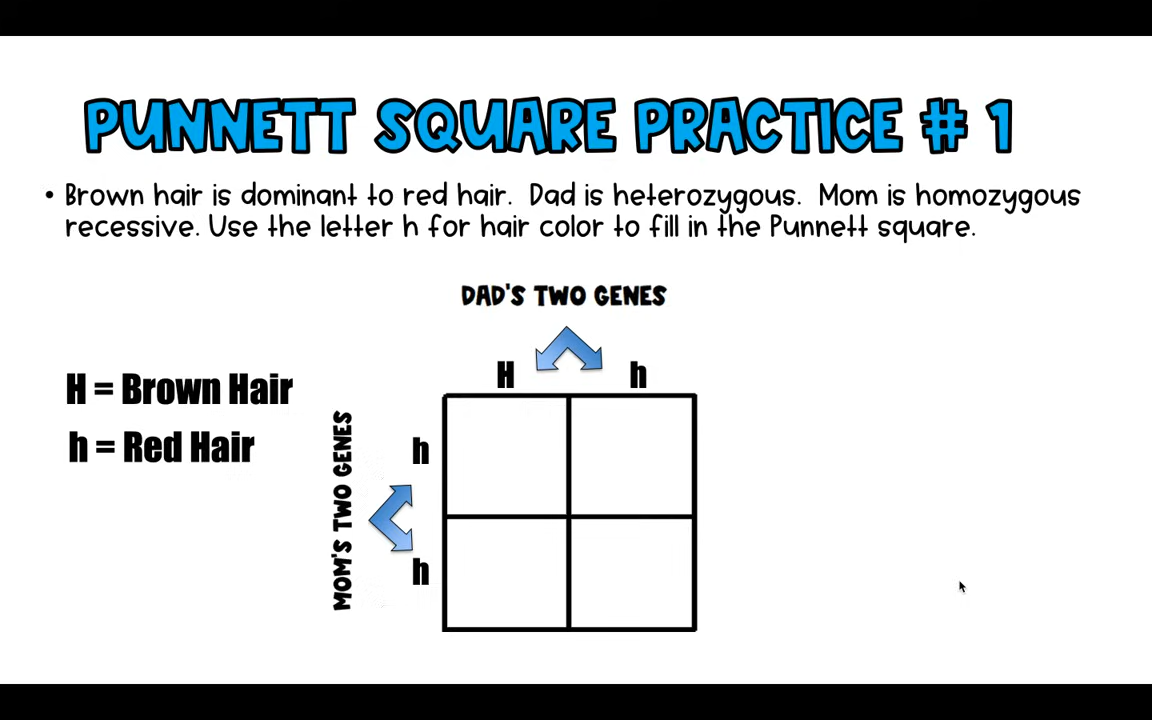 PUNNETT SQUARE PRACTICE # 1
• Brown hair is dominant to red hair. Dad is heterozygous. Mom is homozygous
recessive. Use the letter h for hair color to fill in the Punnett square.
DAD'S TWO GENES
H h
H = Brown Hair
h = Red Hair
MOM'S TWO GENES
h
h